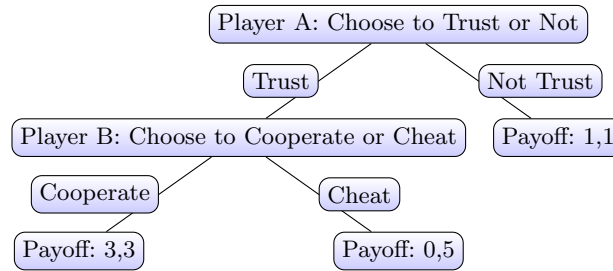 Player A: Choose to Trust or Not
Trust
Not Trust
Player B: Choose to Cooperate or Cheat
Payoff: 1,1
Cooperate
Cheat
Payoff: 3,3
Payoff: 0,5